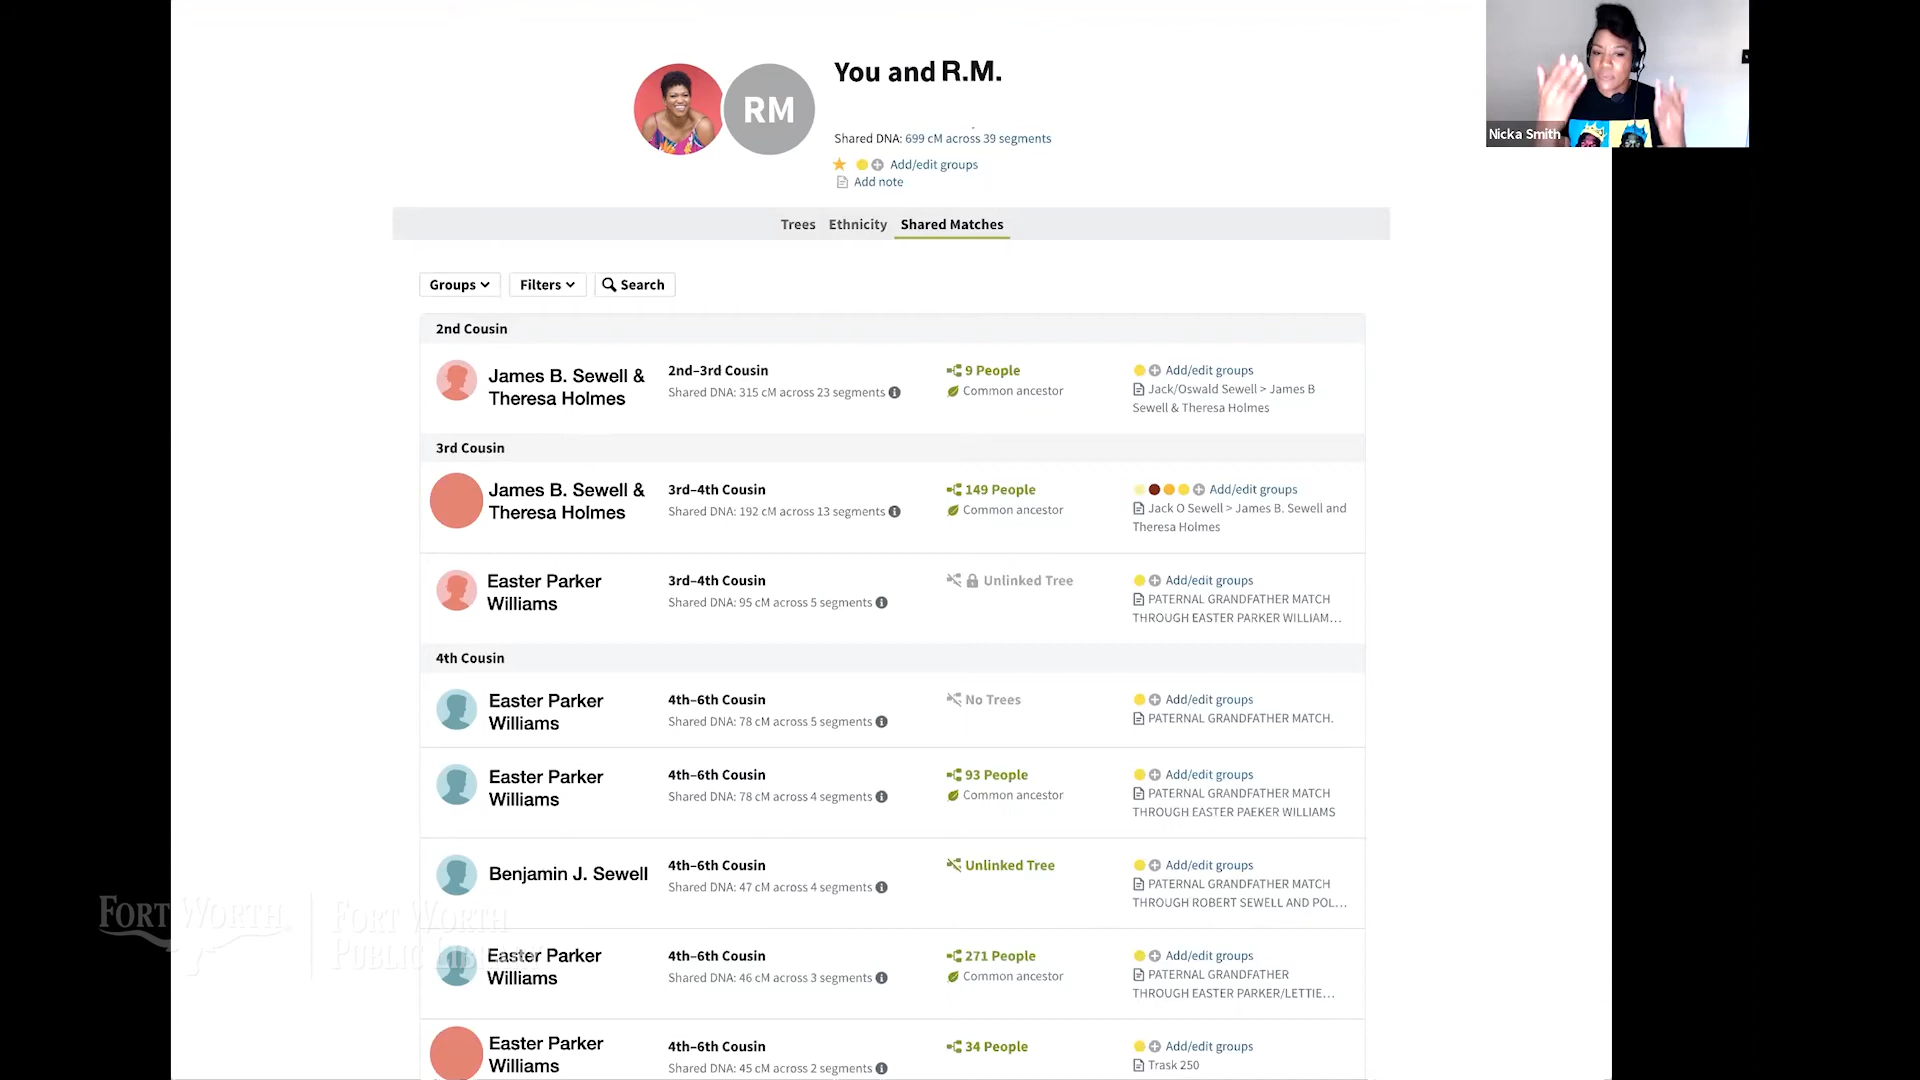 You and R.M.
RM
Shared DNA: 699 cM across 39 segments
Add/edit groups
Add note
Nicka Smith
Trees Ethnicity Shared Matches
Groups Filters Search
2nd Cousin
James B. Sewell &
Theresa Holmes
2nd–3rd Cousin
Shared DNA: 315 cM across 23 segments
9 People
Common ancestor
Add/edit groups
Jack/Oswald Sewell > James B
Sewell & Theresa Holmes
3rd Cousin
James B. Sewell &
Theresa Holmes
3rd–4th Cousin
Shared DNA: 192 cM across 13 segments
149 People
Common ancestor
Add/edit groups
Jack O Sewell > James B. Sewell and
Theresa Holmes
Easter Parker
Williams
3rd–4th Cousin
Shared DNA: 95 cM across 5 segments
Unlinked Tree
Add/edit groups
PATERNAL GRANDFATHER MATCH
THROUGH EASTER PARKER WILLIAM...
4th Cousin
Easter Parker
Williams
4th–6th Cousin
Shared DNA: 78 cM across 5 segments
No Trees
Add/edit groups
PATERNAL GRANDFATHER MATCH.
Easter Parker
Williams
4th–6th Cousin
Shared DNA: 78 cM across 4 segments
93 People
Common ancestor
Add/edit groups
PATERNAL GRANDFATHER MATCH
THROUGH EASTER PAEKER WILLIAMS
Benjamin J. Sewell
4th–6th Cousin
Shared DNA: 47 cM across 4 segments
Unlinked Tree
Add/edit groups
PATERNAL GRANDFATHER MATCH
THROUGH ROBERT SEWELL AND POL...
Easter Parker
Williams
4th–6th Cousin
Shared DNA: 46 cM across 3 segments
271 People
Common ancestor
Add/edit groups
PATERNAL GRANDFATHER
THROUGH EASTER PARKER/LETTIE...
Easter Parker
Williams
4th–6th Cousin
Shared DNA: 45 cM across 2 segments
34 People
Add/edit groups
Trask 250
FORT WORTH
FORT WORTH
PUBLIC LIBRARY